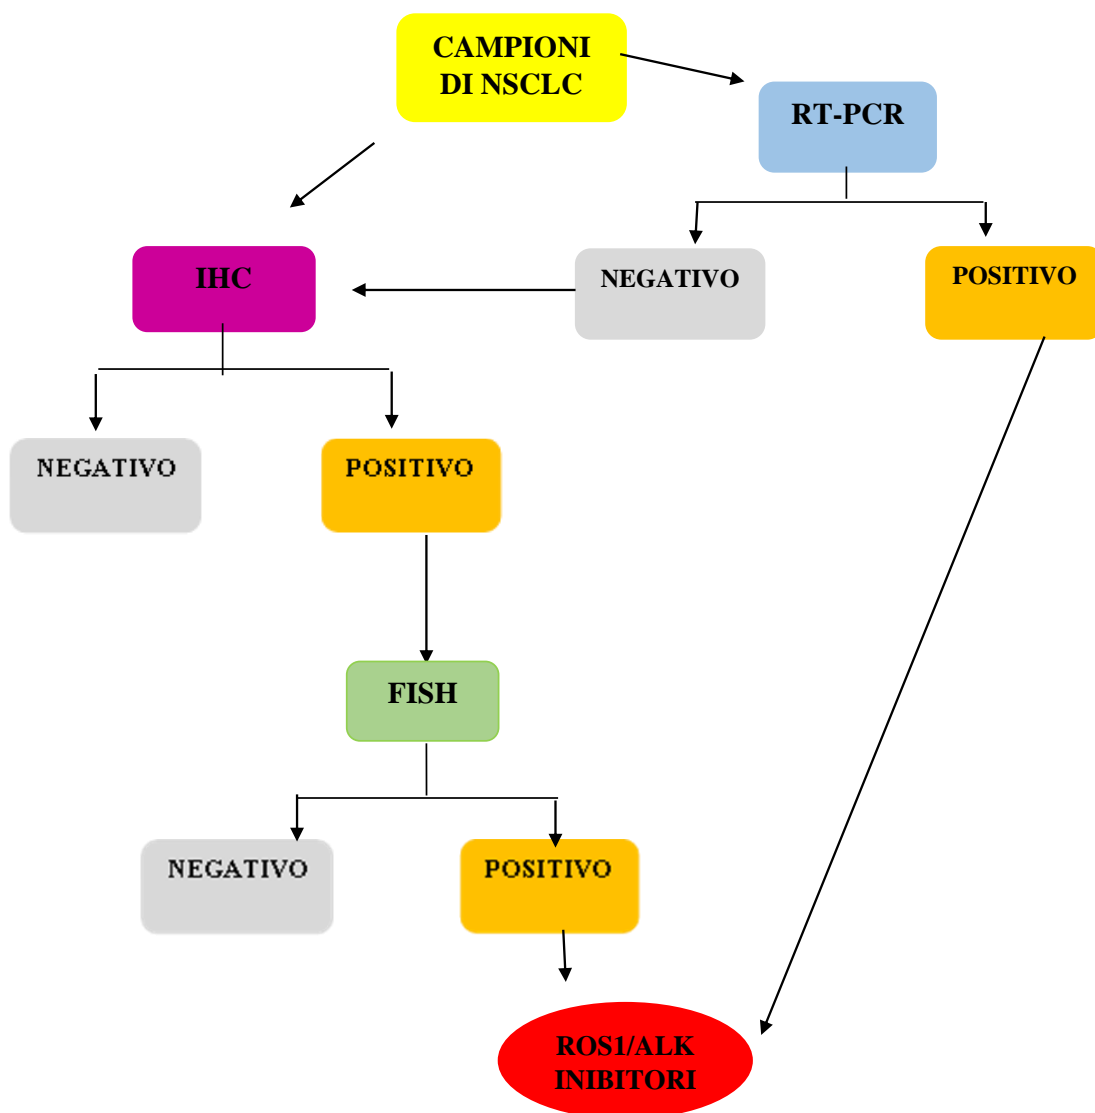 CAMPIONI
DI NSCLC
RT-PCR
IHC
NEGATIVO
POSITIVO
NEGATIVO
POSITIVO
FISH
NEGATIVO
POSITIVO
ROS1/ALK
INIBITORI